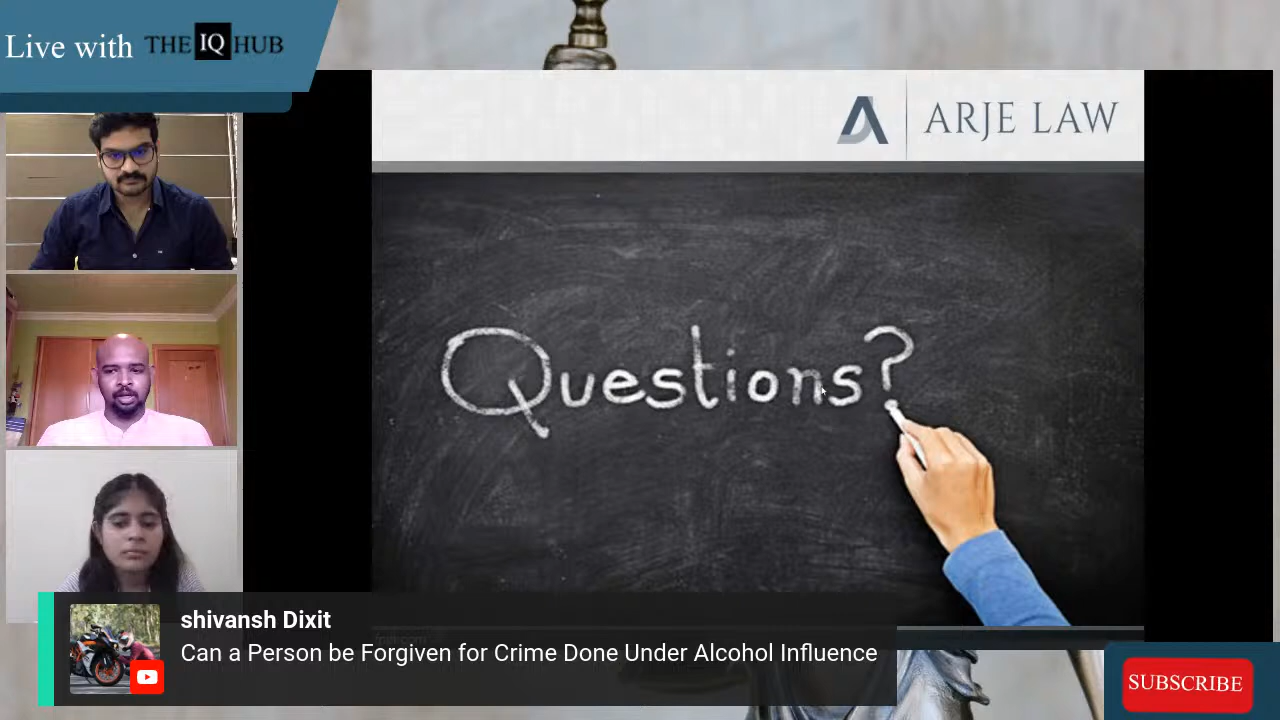 Live with THE IQ HUB
ARJE LAW
Questions?
shivansh Dixit
Can a Person be Forgiven for Crime Done Under Alcohol Influence
SUBSCRIBE